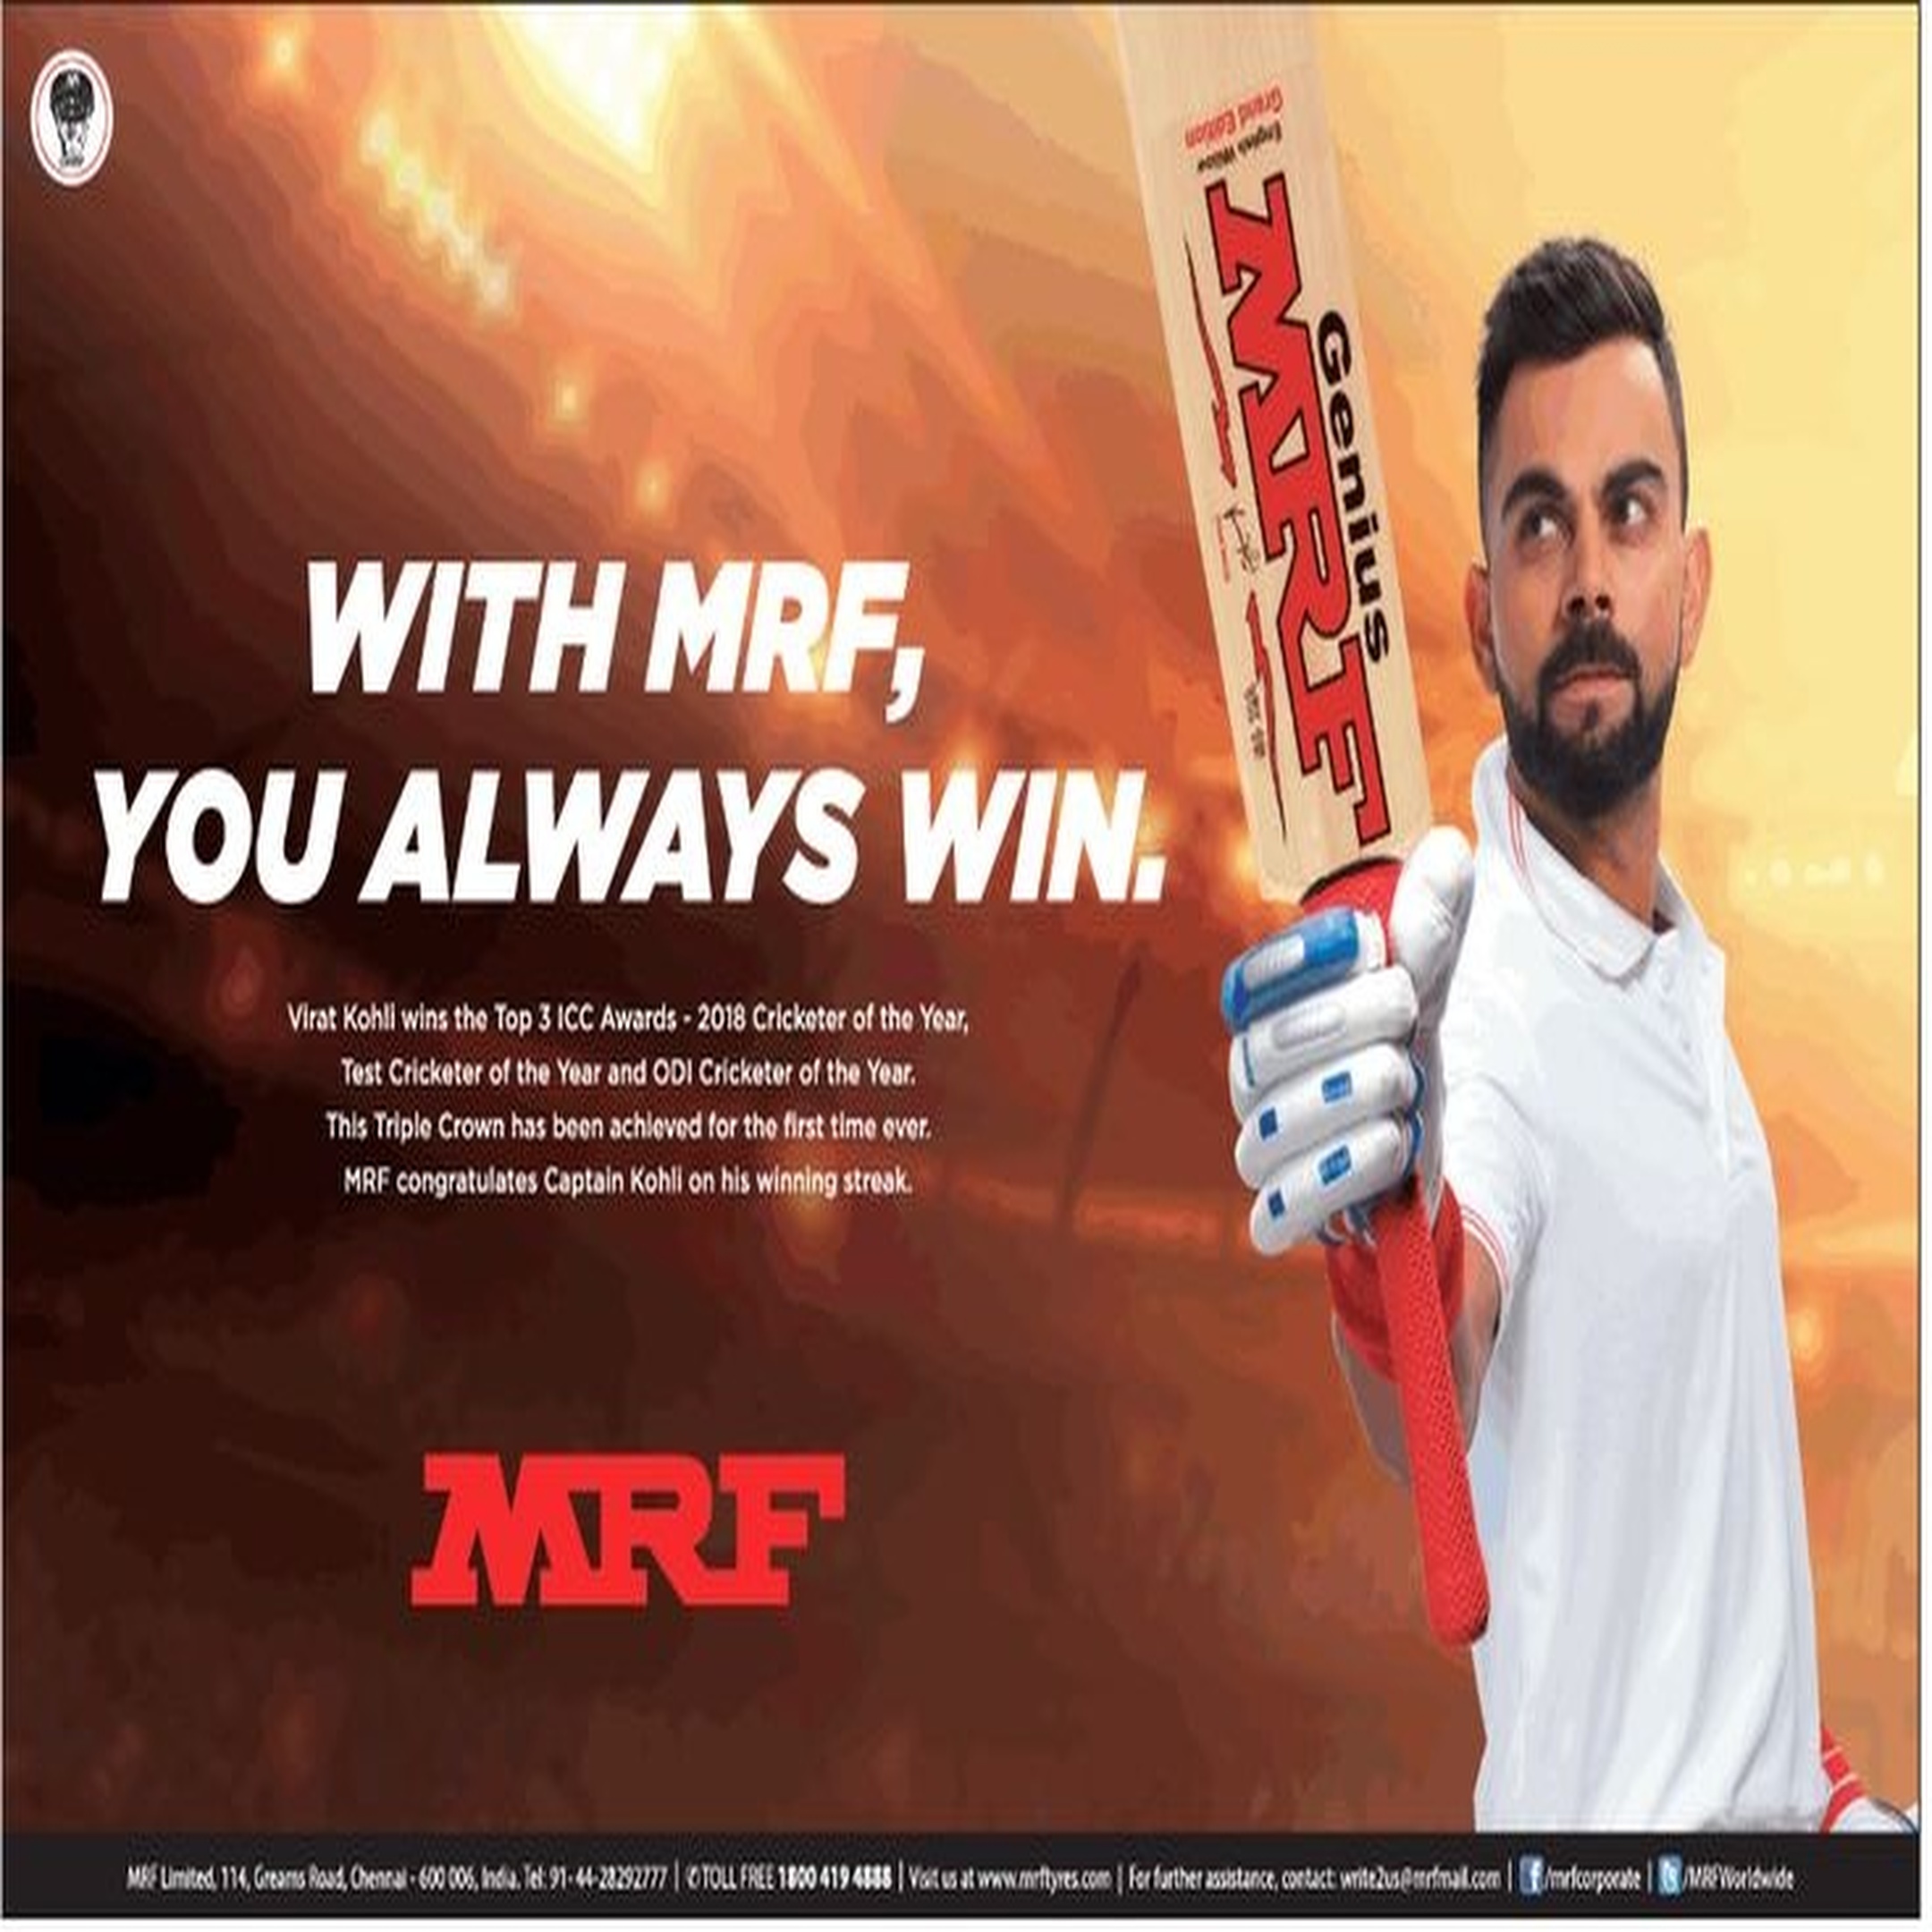 Grand Edition
English Willow
MRF
Genius
WITH MRF,
YOU ALWAYS WIN.
Virat Kohli wins the Top 3 ICC Awards - 2018 Cricketer of the Year,
Test Cricketer of the Year and ODI Cricketer of the Year.
This Triple Crown has been achieved for the first time ever.
MRF congratulates Captain Kohli on his winning streak.
MRF
MRF Limited, 114, Greams Road, Chennai - 600 006, India. Tel: 91- 44-28292777 | ✆TOLL FREE 1800 419 4888 | Visit us at www.mrftyres.com | For further assistance, contact: write2us@mrfmail.com | f/mrfcorporate | /MRFWorldwide